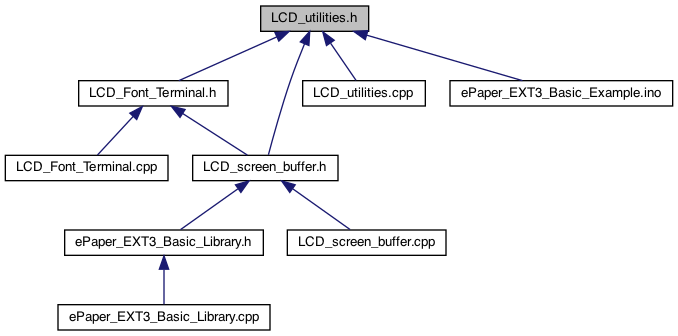 LCD_utilities.h
LCD_Font_Terminal.h
LCD_utilities.cpp
ePaper_EXT3_Basic_Example.ino
LCD_Font_Terminal.cpp
LCD_screen_buffer.h
ePaper_EXT3_Basic_Library.h
LCD_screen_buffer.cpp
ePaper_EXT3_Basic_Library.cpp